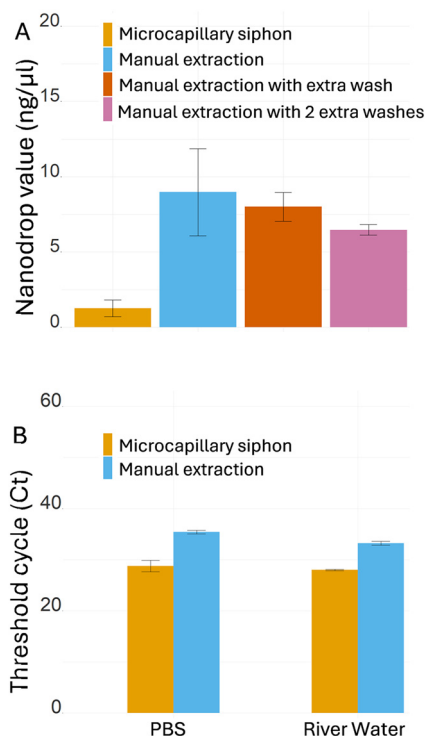 A
Microcapillary siphon
Manual extraction
Manual extraction with extra wash
Manual extraction with 2 extra washes
Nanodrop value (ng/µl)
20
15
10
5
0
B
Microcapillary siphon
Manual extraction
Threshold cycle (Ct)
60
40
20
0
PBS
River Water